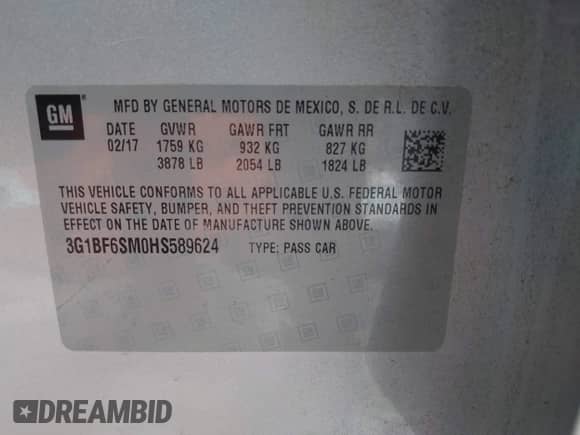 GM ®
MFD BY GENERAL MOTORS DE MEXICO, S. DE R.L. DE C.V.
DATE GVWR GAWR FRT GAWR RR
02/17 1759 KG 932 KG 827 KG
3878 LB 2054 LB 1824 LB
THIS VEHICLE CONFORMS TO ALL APPLICABLE U.S. FEDERAL MOTOR
VEHICLE SAFETY, BUMPER, AND THEFT PREVENTION STANDARDS IN
EFFECT ON THE DATE OF MANUFACTURE SHOWN ABOVE.
3G1BF6SM0HS589624 TYPE: PASS CAR
DREAMBID